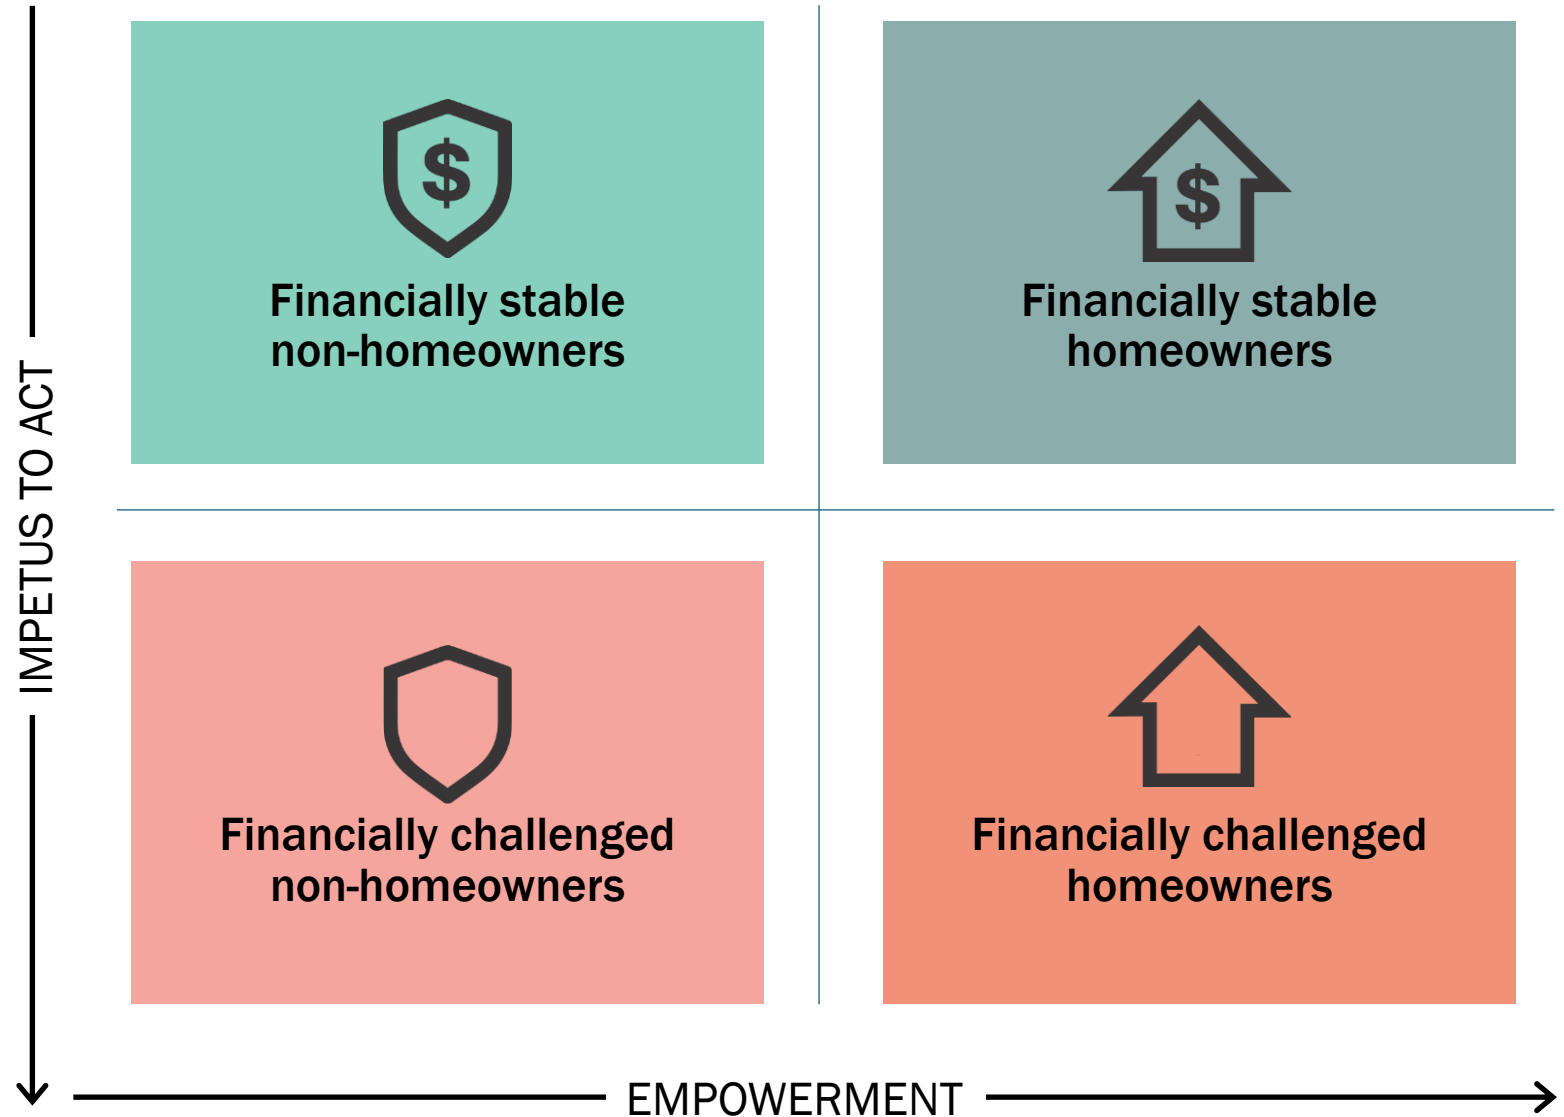 $
Financially stable
non-homeowners
$
Financially stable
homeowners
IMPETUS TO ACT
Financially challenged
non-homeowners
Financially challenged
homeowners
EMPOWERMENT